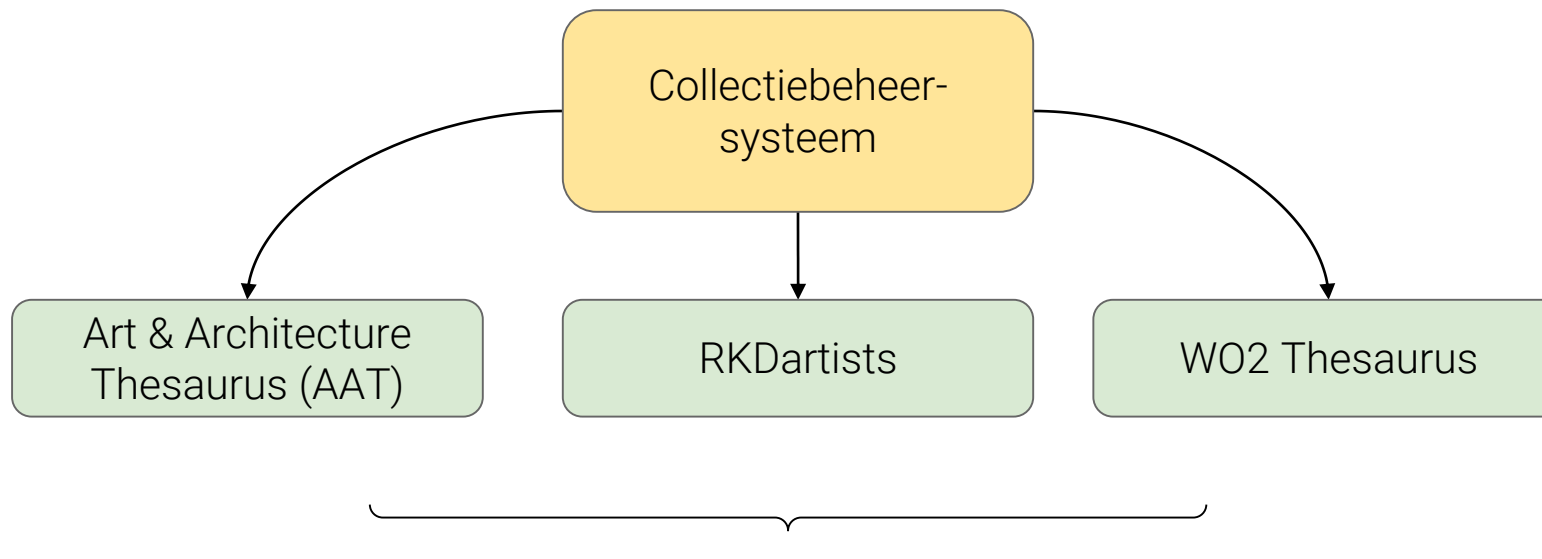 Collectiebeheer-
systeem
Art & Architecture
Thesaurus (AAT)
RKDartists
WO2 Thesaurus